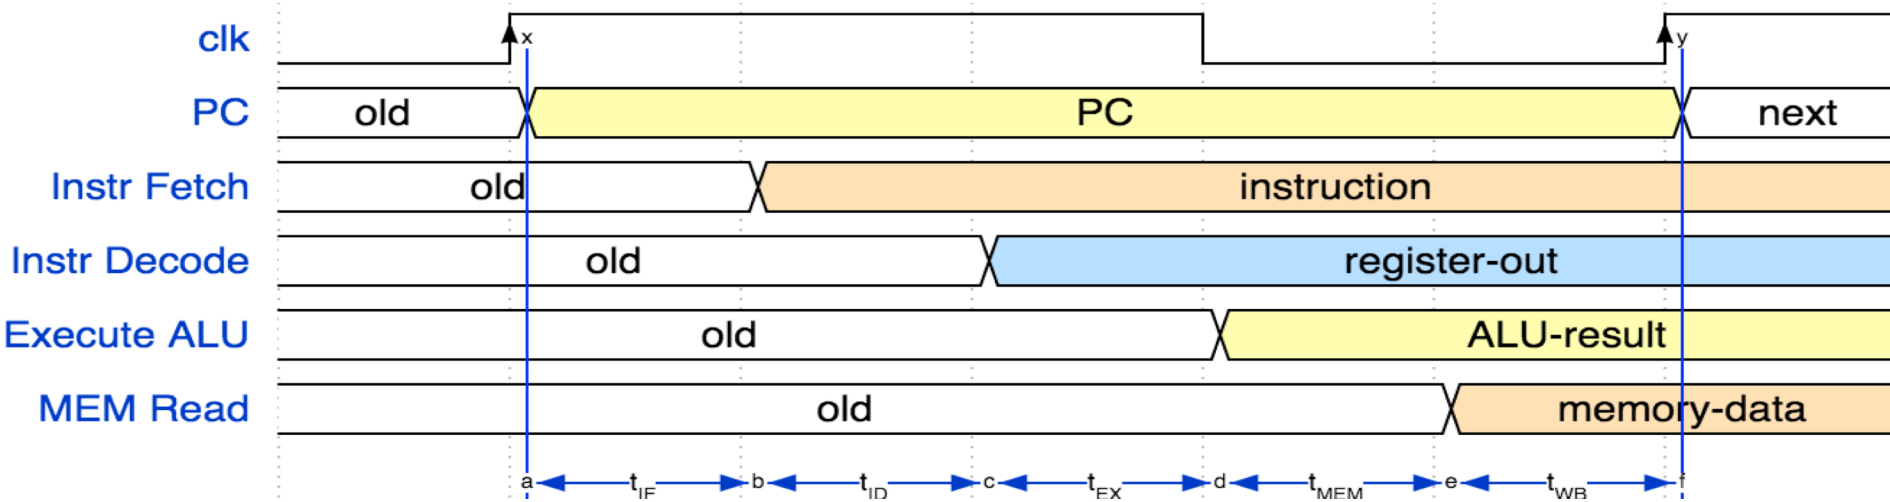 clk x y
PC old PC next
Instr Fetch old instruction
Instr Decode old register-out
Execute ALU old ALU-result
MEM Read old memory-data
a tIF b tID c tEX d tMEM e tWB f